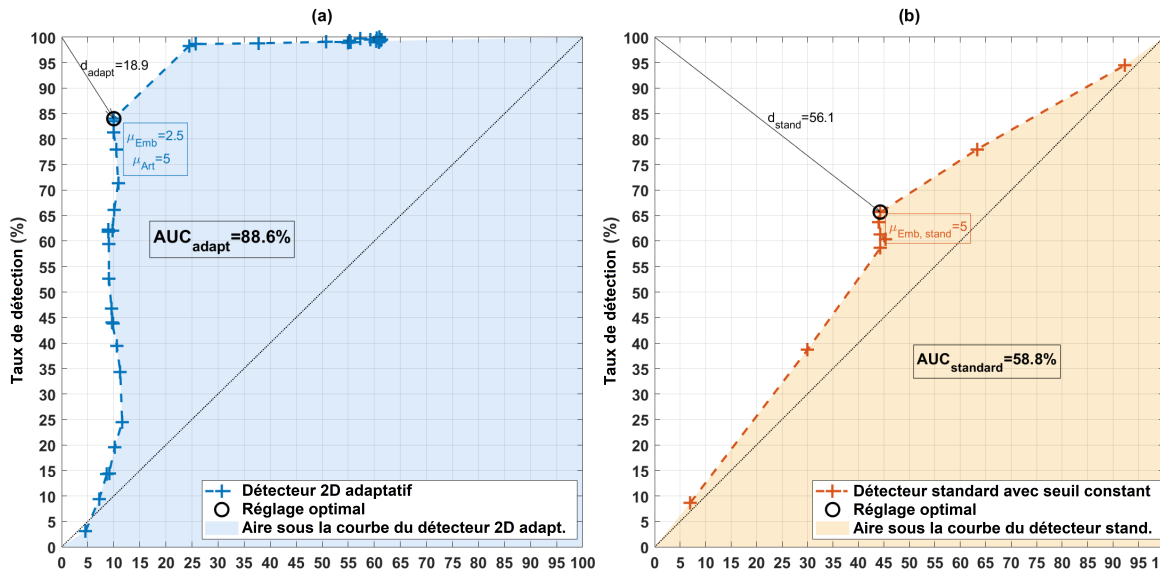 (a)
100
95
90
85
80
75
70
65
60
55
50
45
40
35
30
25
20
15
10
5
0
Taux de détection (%)
d_adapt=18.9
μ_Emb=2.5
μ_Art=5
AUC_adapt=88.6%
Détecteur 2D adaptatif
Réglage optimal
Aire sous la courbe du détecteur 2D adapt.
0 5 10 15 20 25 30 35 40 45 50 55 60 65 70 75 80 85 90 95 100
(b)
100
95
90
85
80
75
70
65
60
55
50
45
40
35
30
25
20
15
10
5
0
Taux de détection (%)
d_stand=56.1
μ_Emb, stand=5
AUC_standard=58.8%
Détecteur standard avec seuil constant
Réglage optimal
Aire sous la courbe du détecteur stand.
0 5 10 15 20 25 30 35 40 45 50 55 60 65 70 75 80 85 90 95